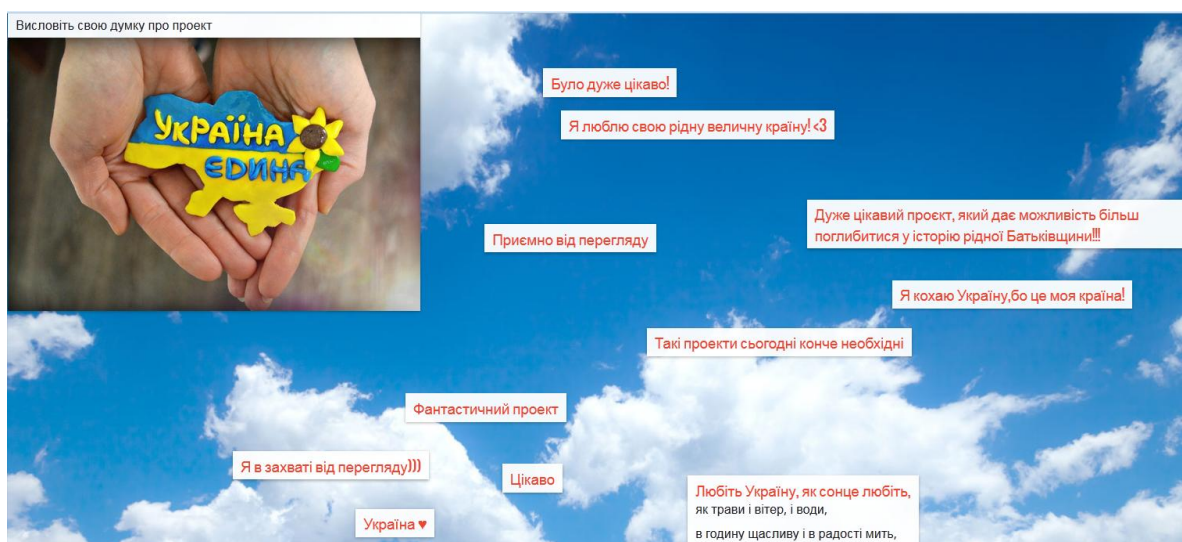 Висловіть свою думку про проект
УКРАЇНА
ЄДИНА
Було дуже цікаво!
Я люблю свою рідну величну країну! <3
Дуже цікавий проєкт, який дає можливість більш
поглибитися у історію рідної Батьківщини!!!
Приємно від перегляду
Я кохаю Україну,бо це моя країна!
Такі проекти сьогодні конче необхідні
Фантастичний проект
Я в захваті від перегляду)))
Цікаво
Любіть Україну, як сонце любіть,
як трави і вітер, і води,
в годину щасливу і в радості мить,
Україна ♥